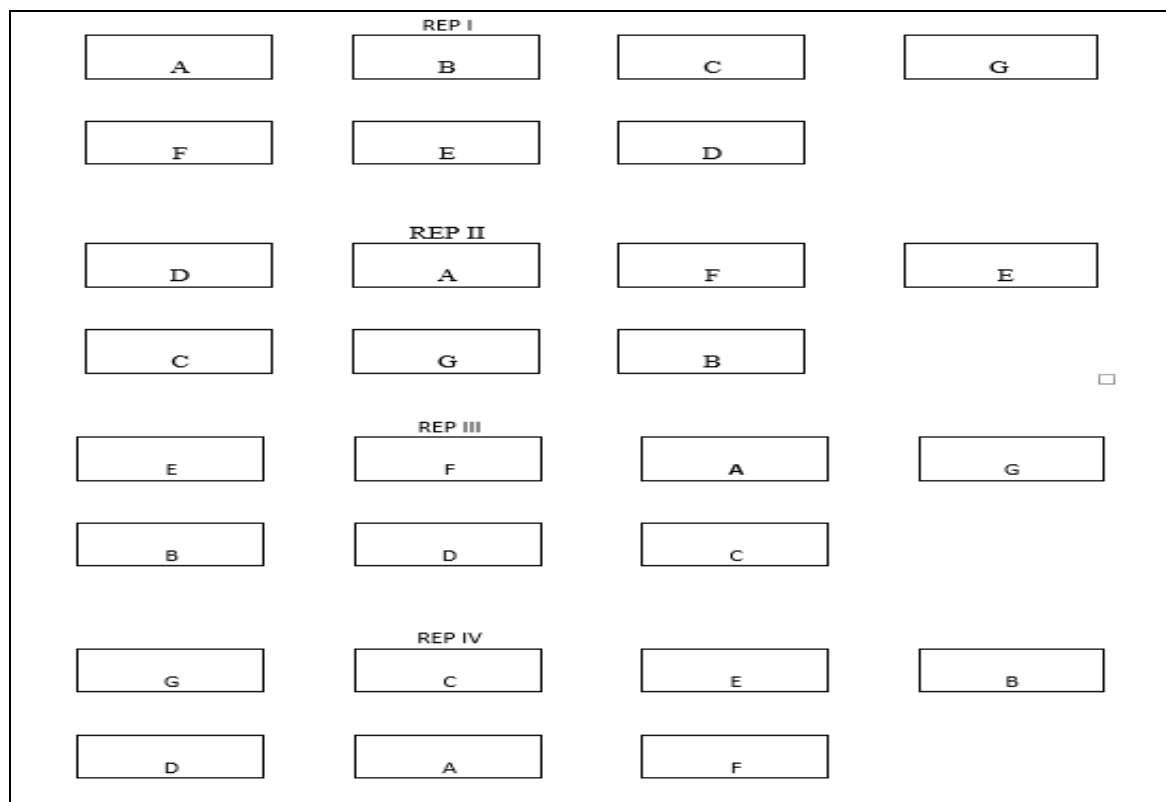 REP I
A B C G
F E D
REP II
D A F E
C G B
REP III
E F A G
B D C
REP IV
G C E B
D A F